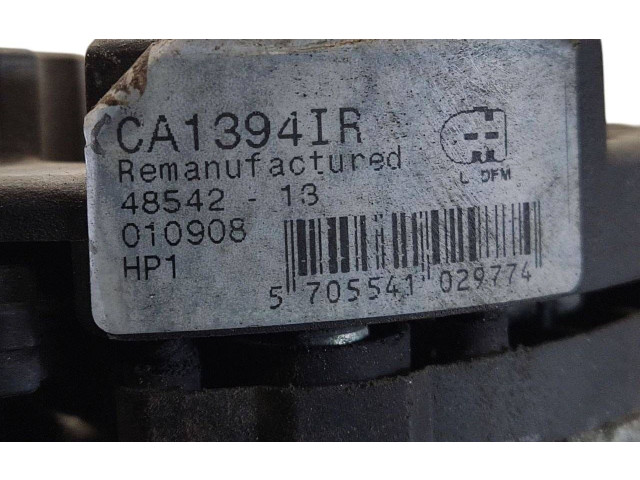 CA1394IR
Remanufactured
48542 - 13
010908
HP1
L DFM
5 705541 029774